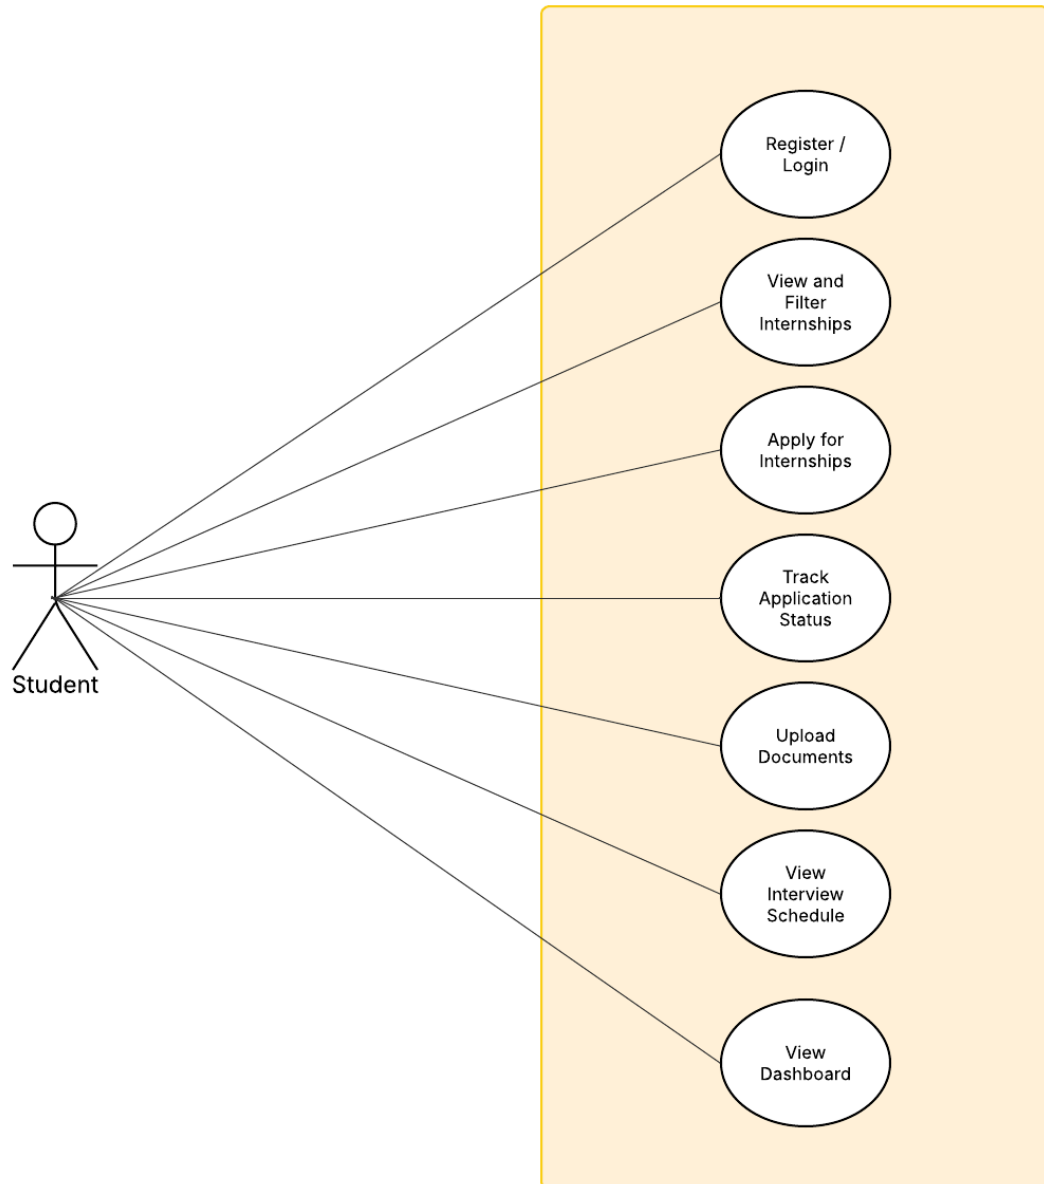 Register /
Login
View and
Filter
Internships
Apply for
Internships
Track
Application
Status
Student
Upload
Documents
View
Interview
Schedule
View
Dashboard